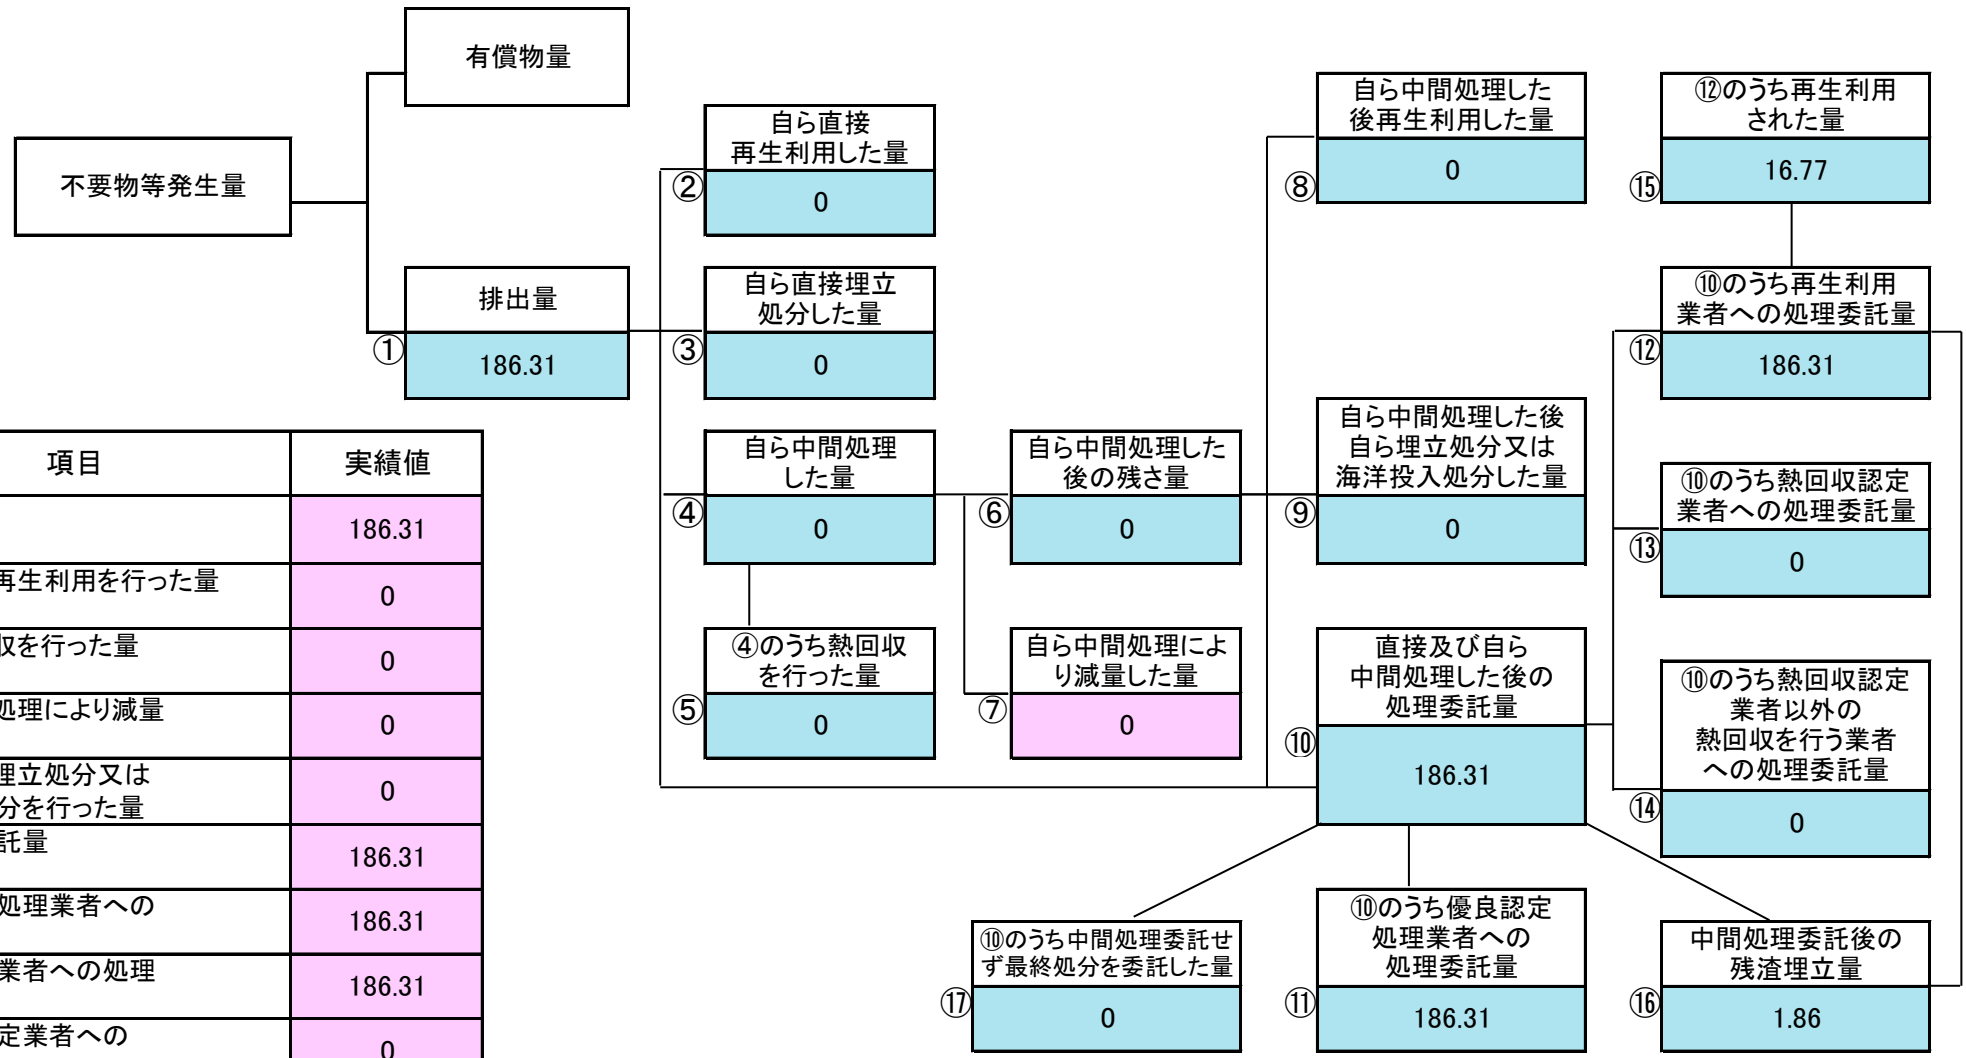 有償物量
不要物等発生量
排出量
①
186.31
自ら直接
再生利用した量
②
0
自ら直接埋立
処分した量
③
0
自ら中間処理
した量
④
0
④のうち熱回収
を行った量
⑤
0
自ら中間処理した
後の残さ量
⑥
0
自ら中間処理によ
り減量した量
⑦
0
自ら中間処理した
後再生利用した量
⑧
0
自ら中間処理した後
自ら埋立処分又は
海洋投入処分した量
⑨
0
直接及び自ら
中間処理した後の
処理委託量
⑩
186.31
⑩のうち優良認定
処理業者への
処理委託量
⑪
186.31
⑫のうち再生利用
された量
⑮
16.77
⑩のうち再生利用
業者への処理委託量
⑫
186.31
⑩のうち熱回収認定
業者への処理委託量
⑬
0
⑩のうち熱回収認定
業者以外の
熱回収を行う業者
への処理委託量
⑭
0
中間処理委託後の
残渣埋立量
⑯
1.86
⑩のうち中間処理委託せ
ず最終処分を委託した量
⑰
0
項目 実績値
186.31
再生利用を行った量 0
収を行った量 0
処理により減量 0
埋立処分又は
分を行った量 0
託量 186.31
処理業者への 186.31
業者への処理 186.31
定業者への 0